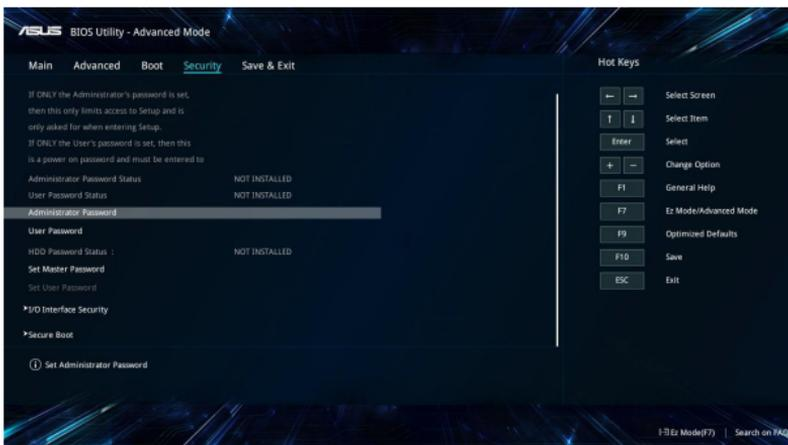 ASUS BIOS Utility - Advanced Mode
Main Advanced Boot Security Save & Exit
If ONLY the Administrator's password is set,
then this only limits access to Setup and is
only asked for when entering Setup.
If ONLY the User's password is set, then this
is a power on password and must be entered to
Administrator Password Status NOT INSTALLED
User Password Status NOT INSTALLED
Administrator Password
User Password
HDD Password Status : NOT INSTALLED
Set Master Password
Set User Password
I/O Interface Security
Secure Boot
Set Administrator Password
Hot Keys
← → Select Screen
↑ ↓ Select Item
Enter Select
+ − Change Option
F1 General Help
F7 Ez Mode/Advanced Mode
F9 Optimized Defaults
F10 Save
ESC Exit
Ez Mode(F7) | Search on FAQ